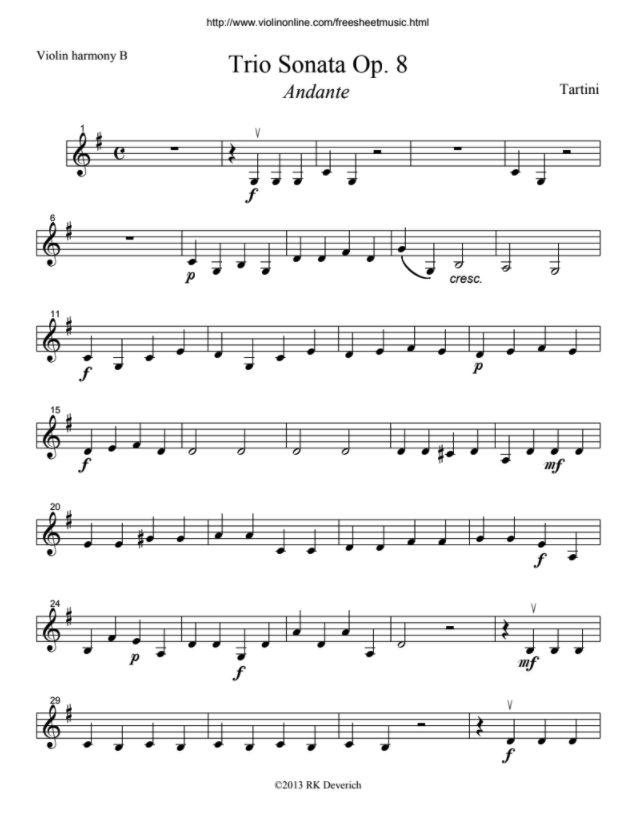 http://www.violinonline.com/freesheetmusic.html
Violin harmony B
Trio Sonata Op. 8
Andante
Tartini
1
f
6
p
cresc.
11
f
p
15
f
mf
20
f
24
p
f
mf
29
f
©2013 RK Deverich